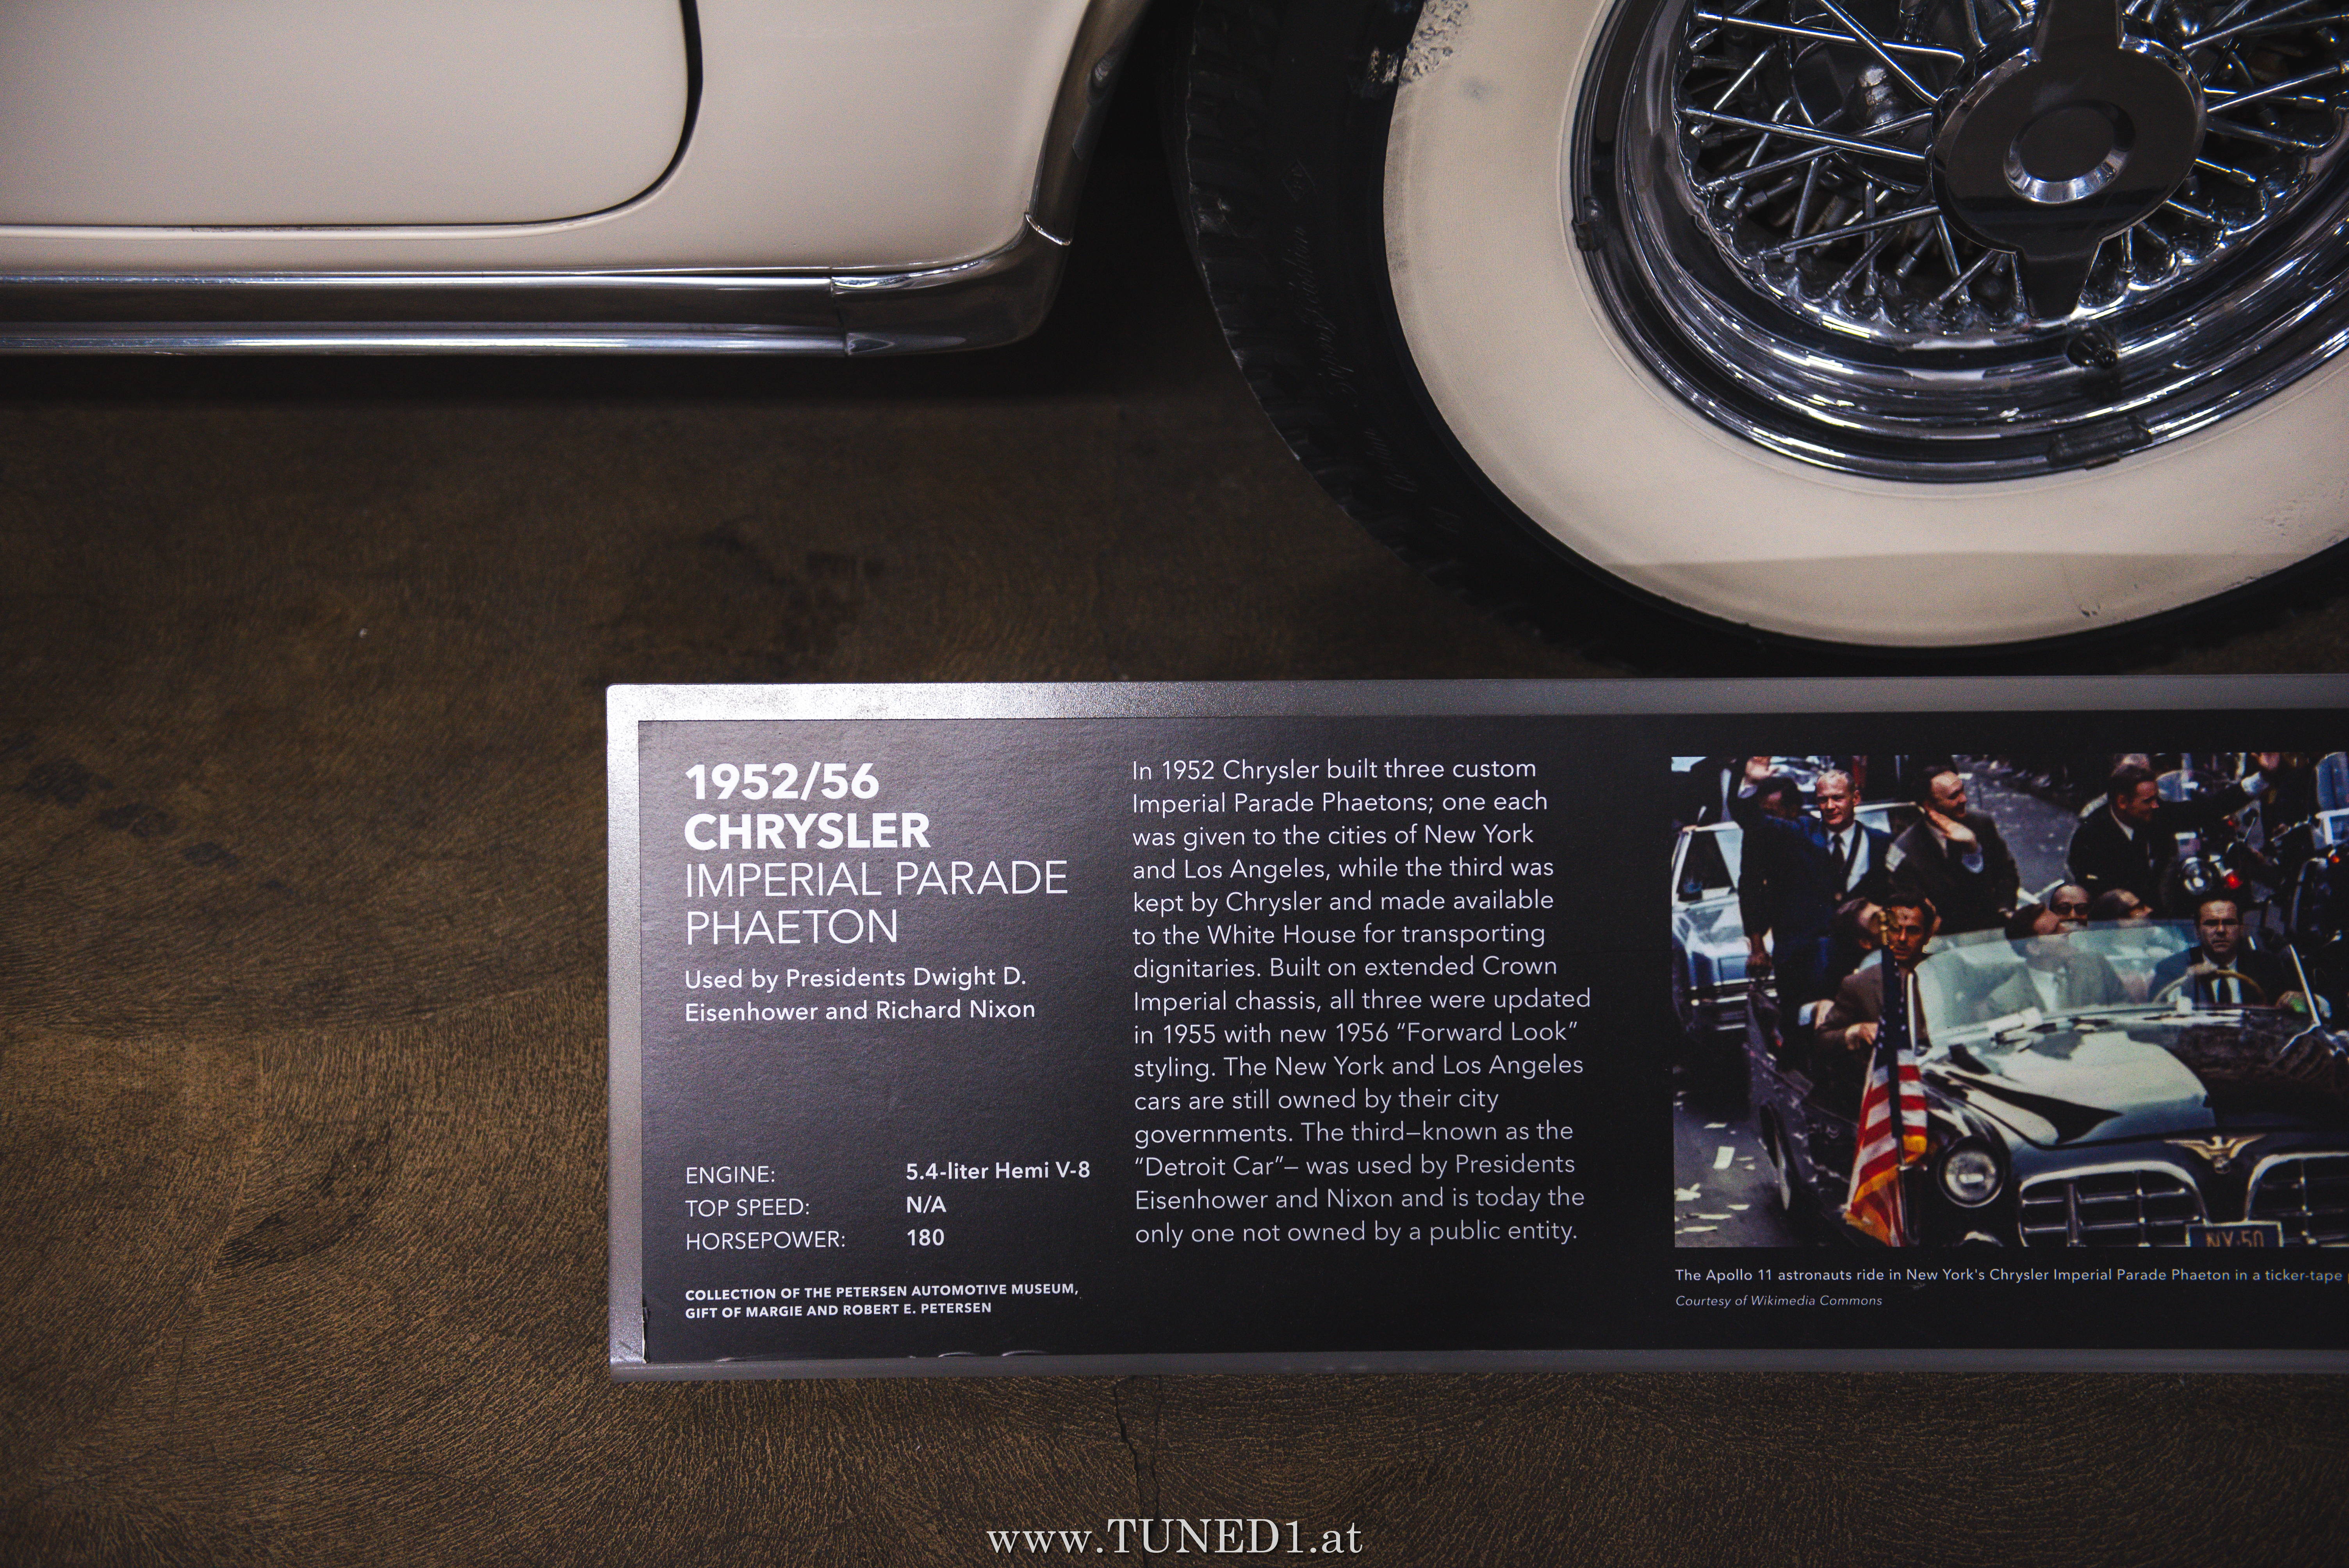 1952/56
CHRYSLER
IMPERIAL PARADE
PHAETON
Used by Presidents Dwight D.
Eisenhower and Richard Nixon
ENGINE: 5.4-liter Hemi V-8
TOP SPEED: N/A
HORSEPOWER: 180
COLLECTION OF THE PETERSEN AUTOMOTIVE MUSEUM,
GIFT OF MARGIE AND ROBERT E. PETERSEN
In 1952 Chrysler built three custom
Imperial Parade Phaetons; one each
was given to the cities of New York
and Los Angeles, while the third was
kept by Chrysler and made available
to the White House for transporting
dignitaries. Built on extended Crown
Imperial chassis, all three were updated
in 1955 with new 1956 “Forward Look”
styling. The New York and Los Angeles
cars are still owned by their city
governments. The third—known as the
“Detroit Car”— was used by Presidents
Eisenhower and Nixon and is today the
only one not owned by a public entity.
NY·50
The Apollo 11 astronauts ride in New York's Chrysler Imperial Parade Phaeton in a ticker-tape
Courtesy of Wikimedia Commons
www.TUNED1.at